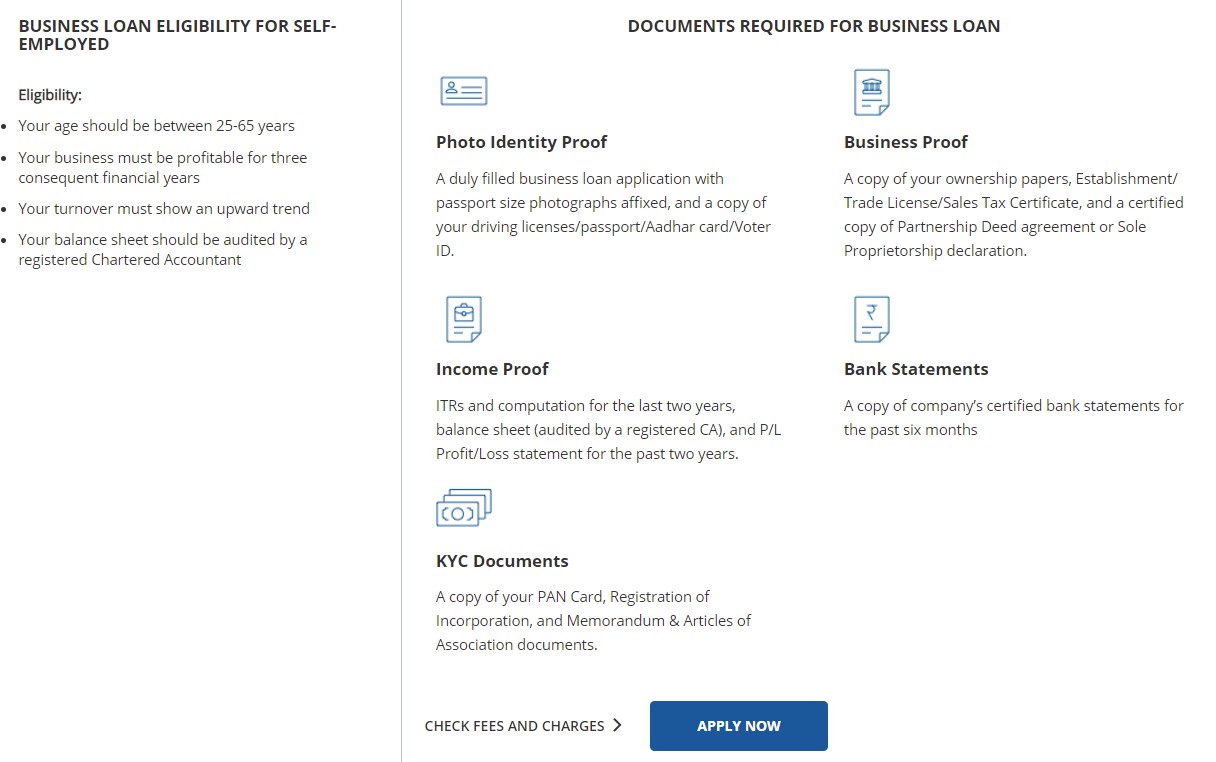 BUSINESS LOAN ELIGIBILITY FOR SELF-
EMPLOYED
Eligibility:
Your age should be between 25-65 years
Your business must be profitable for three
consequent financial years
Your turnover must show an upward trend
Your balance sheet should be audited by a
registered Chartered Accountant
DOCUMENTS REQUIRED FOR BUSINESS LOAN
Photo Identity Proof
A duly filled business loan application with
passport size photographs affixed, and a copy of
your driving licenses/passport/Aadhar card/Voter
ID.
Business Proof
A copy of your ownership papers, Establishment/
Trade License/Sales Tax Certificate, and a certified
copy of Partnership Deed agreement or Sole
Proprietorship declaration.
Income Proof
ITRs and computation for the last two years,
balance sheet (audited by a registered CA), and P/L
Profit/Loss statement for the past two years.
₹
Bank Statements
A copy of company’s certified bank statements for
the past six months
KYC Documents
A copy of your PAN Card, Registration of
Incorporation, and Memorandum & Articles of
Association documents.
CHECK FEES AND CHARGES
APPLY NOW